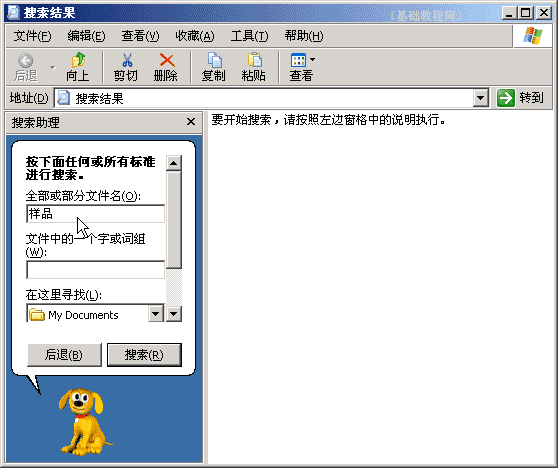 搜索结果
《基础教程网》
文件(F) 编辑(E) 查看(V) 收藏(A) 工具(T) 帮助(H)
后退 向上 剪切 删除 复制 粘贴 查看
地址(D) 搜索结果 转到
搜索助理
要开始搜索，请按照左边窗格中的说明执行。
按下面任何或所有标准
进行搜索。
全部或部分文件名(O):
样品
文件中的一个字或词组
(W):
在这里寻找(L):
My Documents
后退(B) 搜索(R)